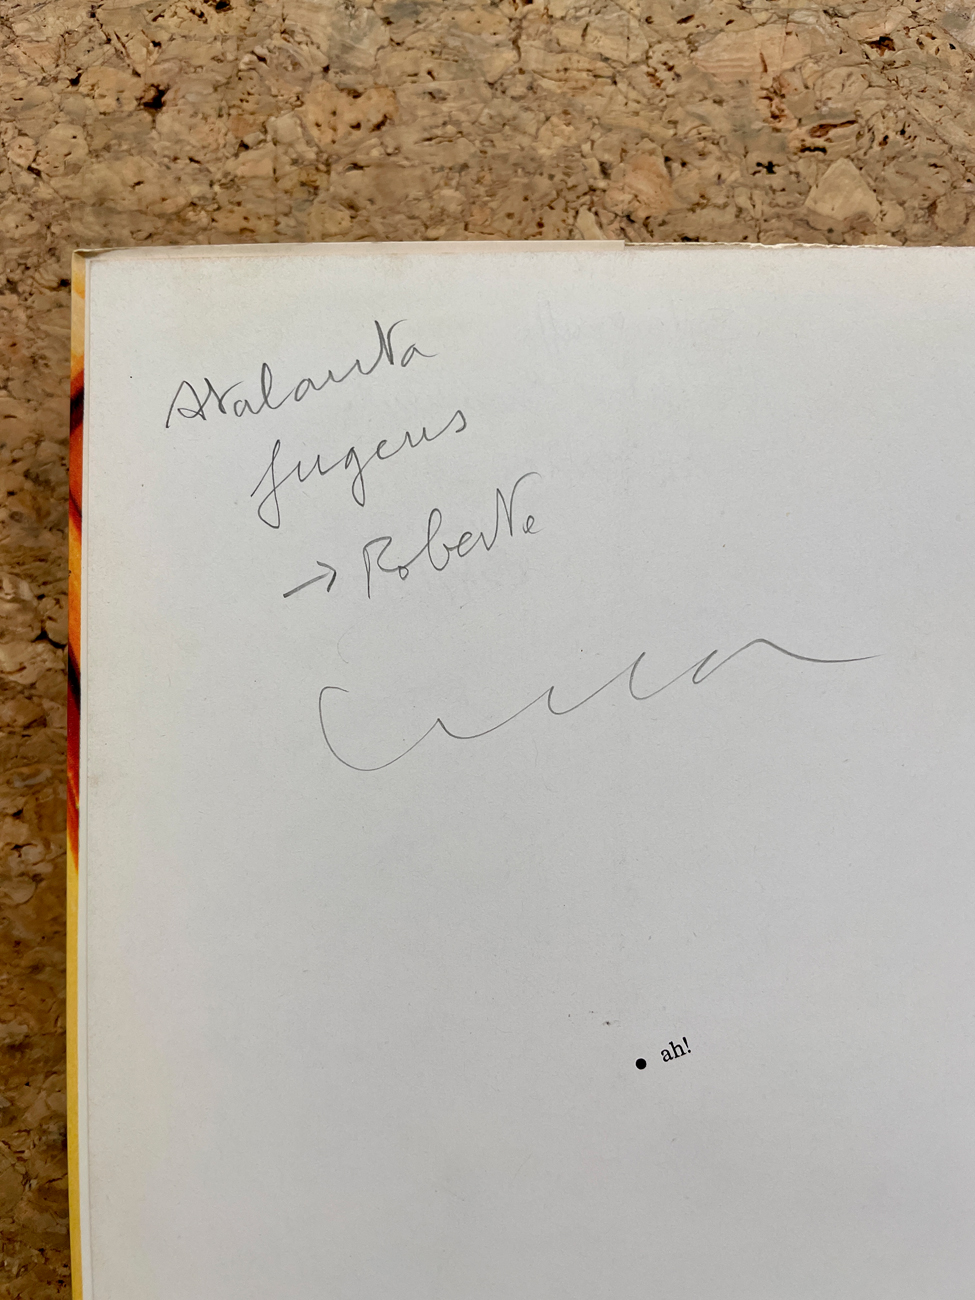 Atalanta
fugens
→ Roberte
• ah!